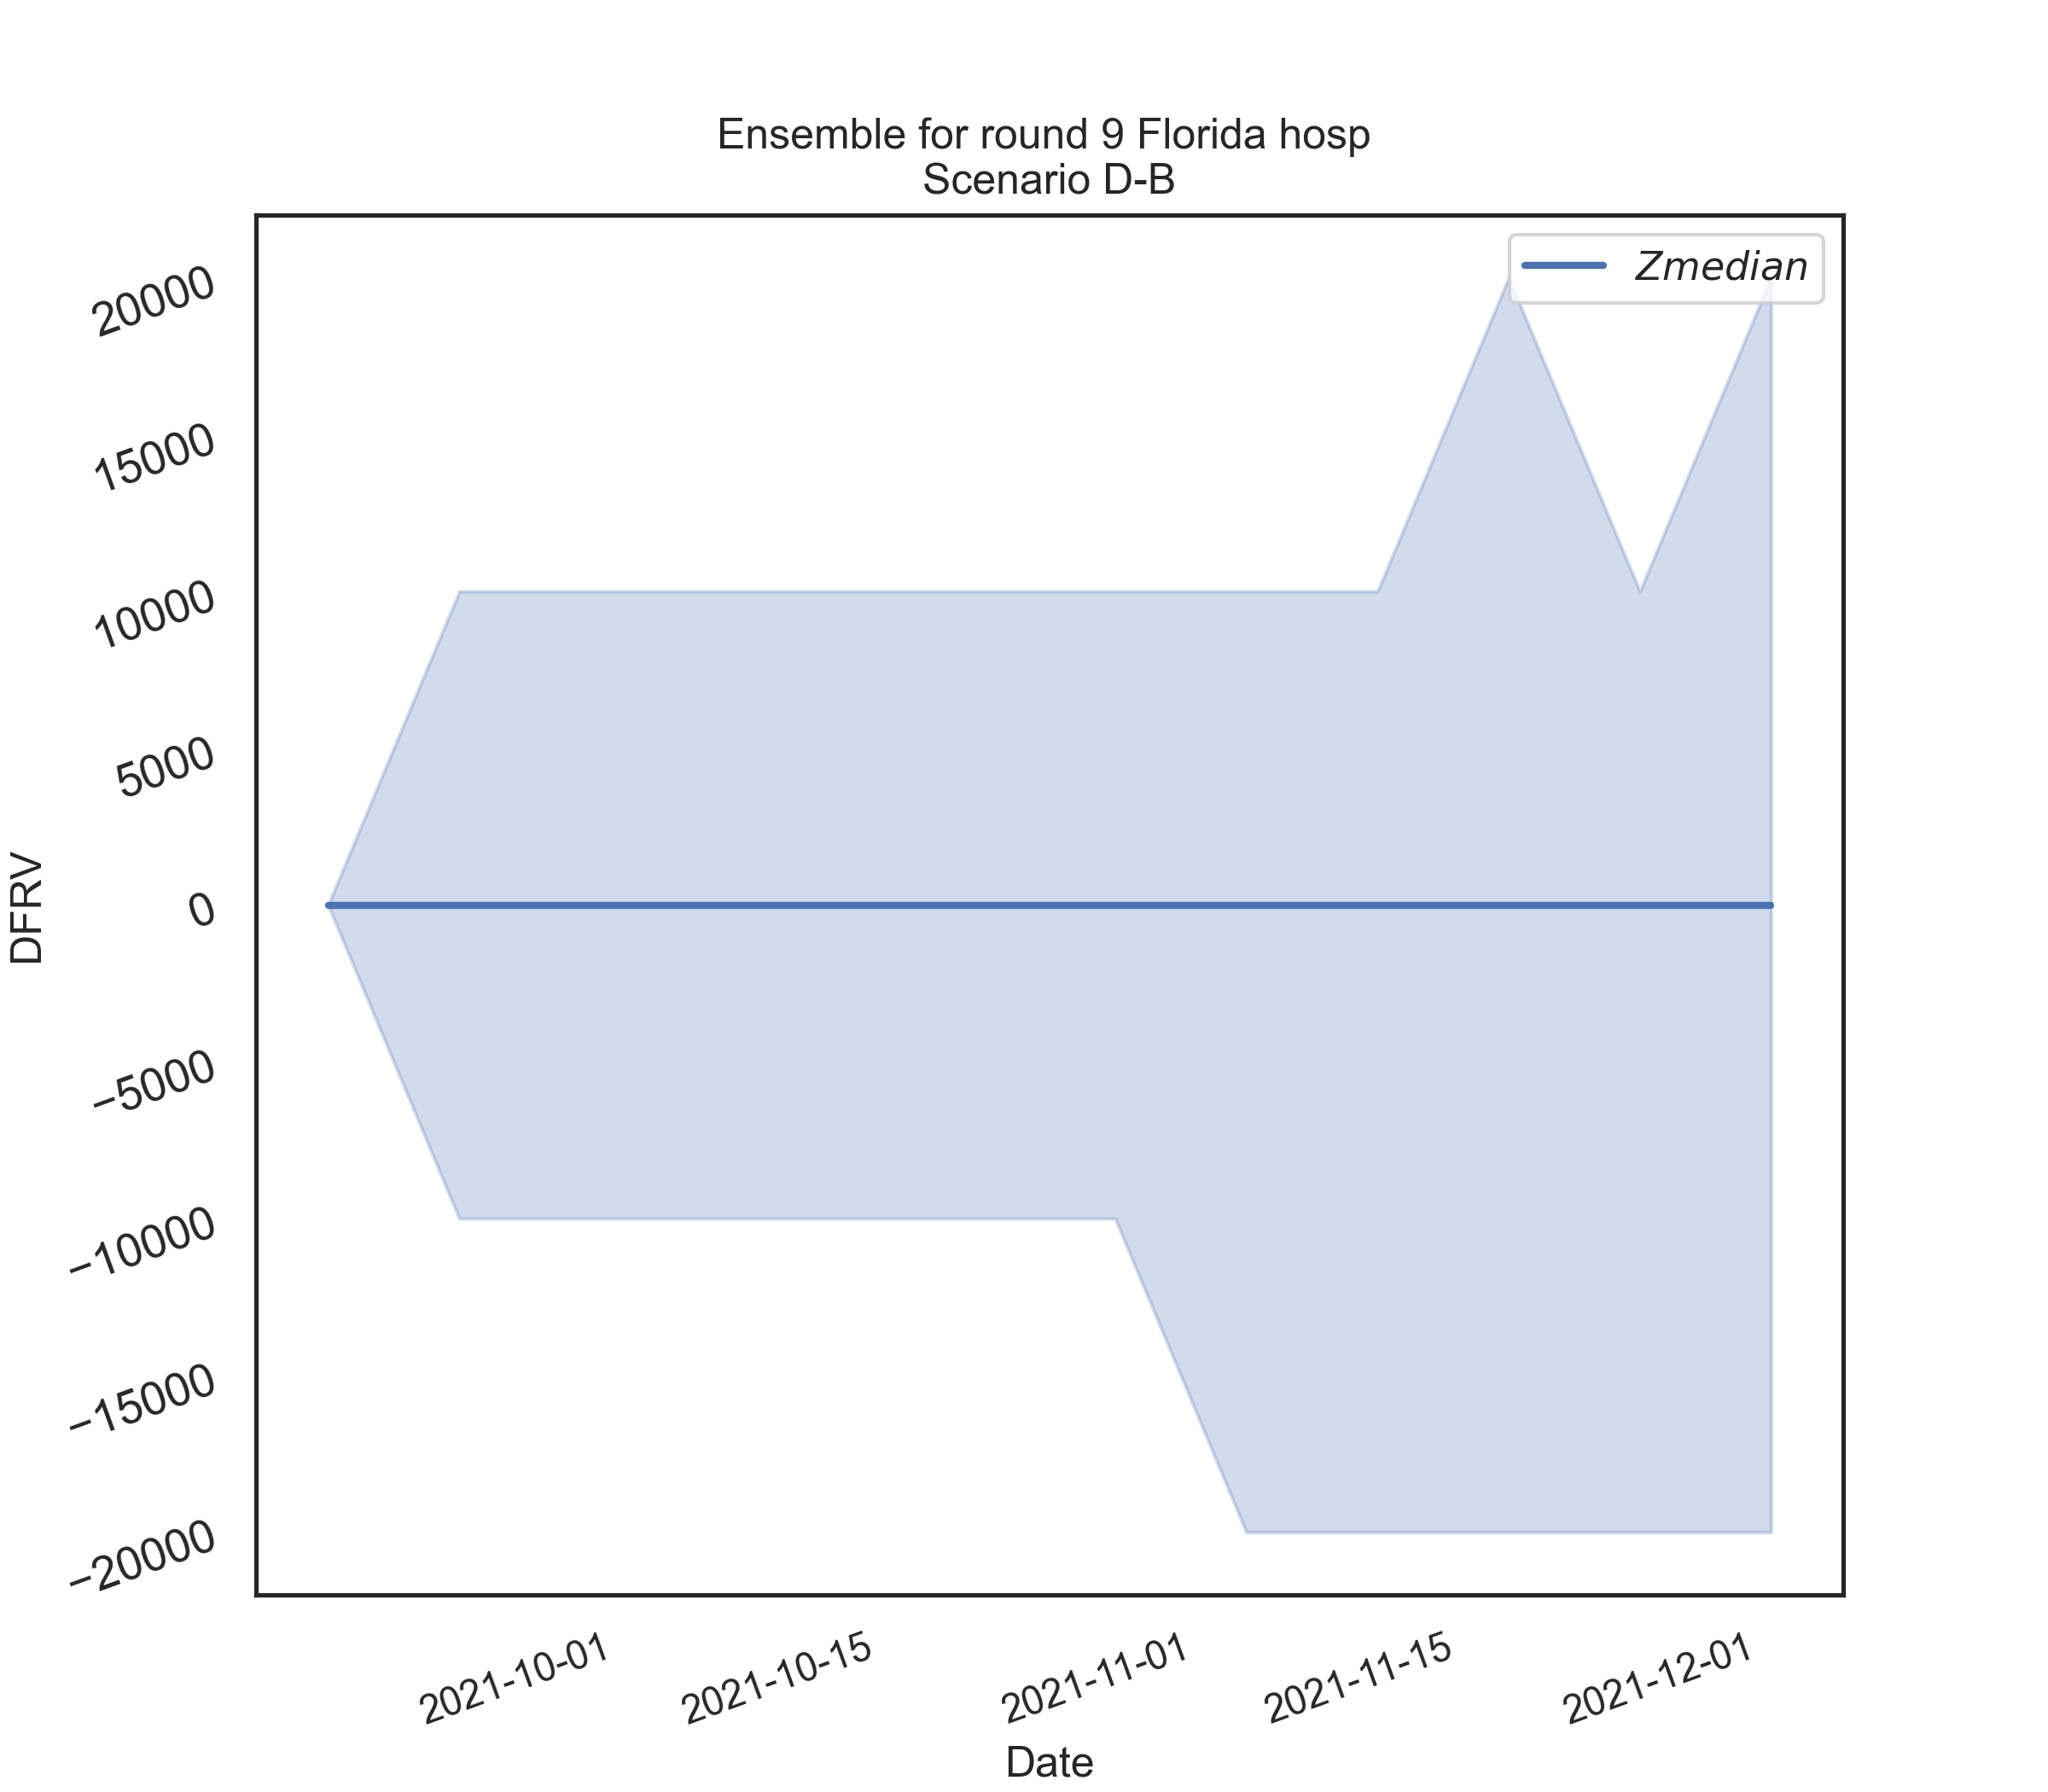 Ensemble for round 9 Florida hosp
Scenario D-B
Zmedian
20000
15000
10000
5000
0
−5000
−10000
−15000
−20000
DFRV
2021-10-01
2021-10-15
2021-11-01
2021-11-15
2021-12-01
Date